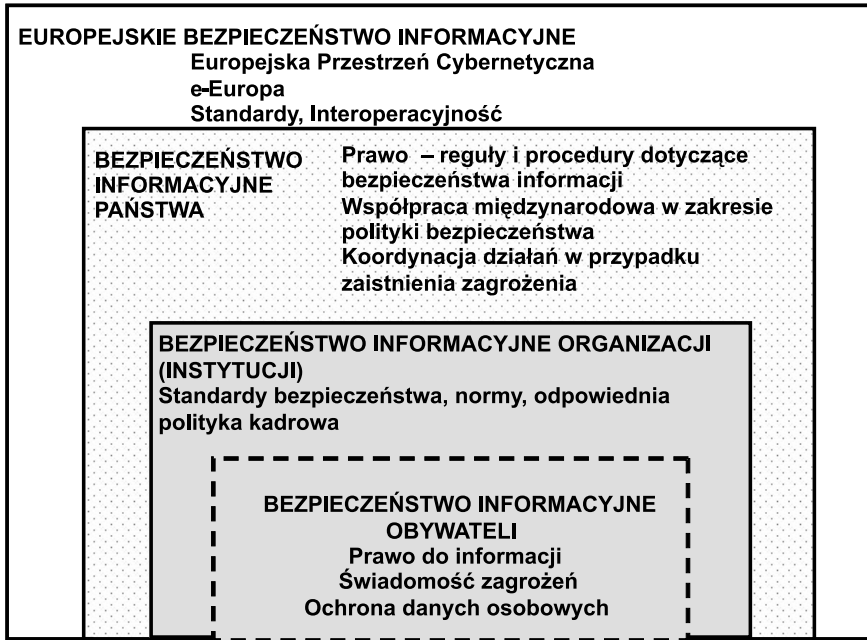 EUROPEJSKIE BEZPIECZEŃSTWO INFORMACYJNE
Europejska Przestrzeń Cybernetyczna
e-Europa
Standardy, Interoperacyjność
BEZPIECZEŃSTWO
INFORMACYJNE
PAŃSTWA
Prawo – reguły i procedury dotyczące
bezpieczeństwa informacji
Współpraca międzynarodowa w zakresie
polityki bezpieczeństwa
Koordynacja działań w przypadku
zaistnienia zagrożenia
BEZPIECZEŃSTWO INFORMACYJNE ORGANIZACJI
(INSTYTUCJI)
Standardy bezpieczeństwa, normy, odpowiednia
polityka kadrowa
BEZPIECZEŃSTWO INFORMACYJNE
OBYWATELI
Prawo do informacji
Świadomość zagrożeń
Ochrona danych osobowych